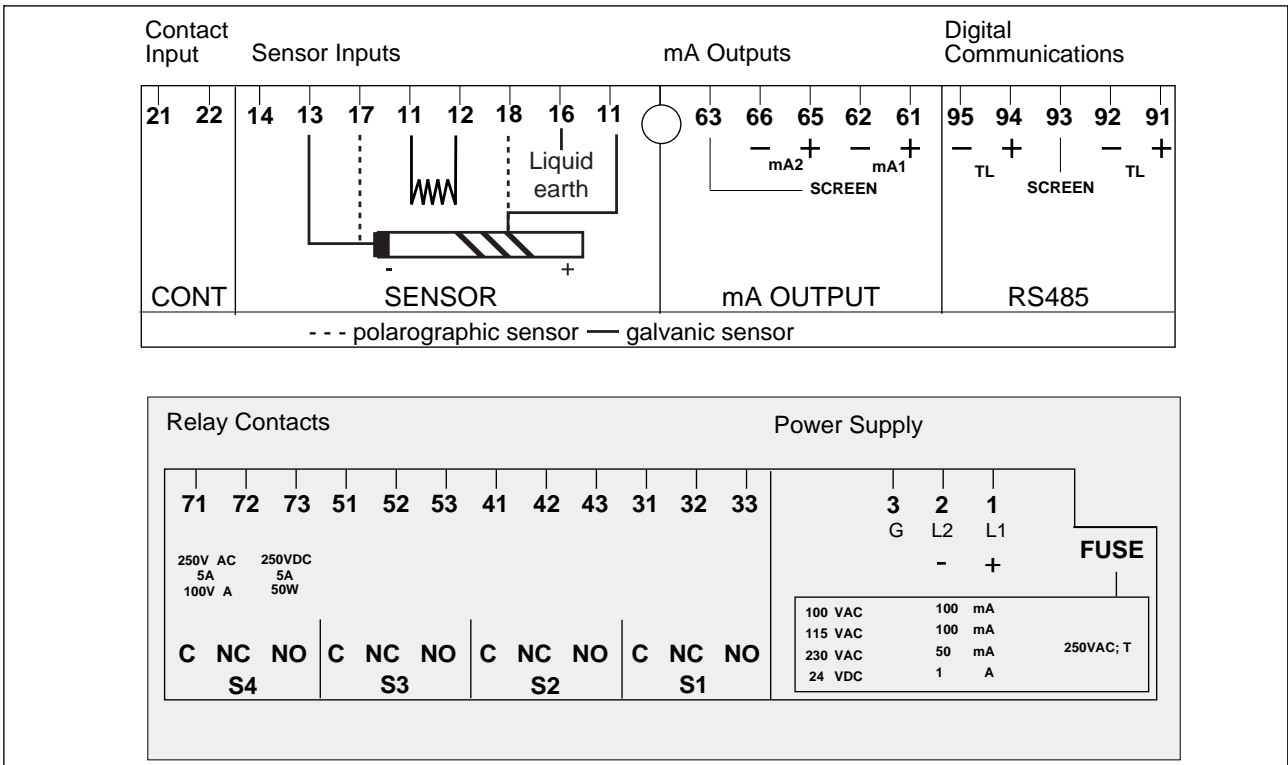 Contact
Input
Sensor Inputs
mA Outputs
Digital
Communications
21 22 14 13 17 11 12 18 16 11 63 66 65 62 61 95 94 93 92 91
− + − + − + − +
mA2 mA1
SCREEN
TL SCREEN TL
Liquid
earth
- +
CONT SENSOR mA OUTPUT RS485
- - - polarographic sensor — galvanic sensor
Relay Contacts
Power Supply
71 72 73 51 52 53 41 42 43 31 32 33
3 2 1
G L2 L1
- +
FUSE
250V AC 250VDC
5A 5A
100V A 50W
100 VAC 100 mA
115 VAC 100 mA
230 VAC 50 mA
24 VDC 1 A
250VAC; T
C NC NO C NC NO C NC NO C NC NO
S4 S3 S2 S1